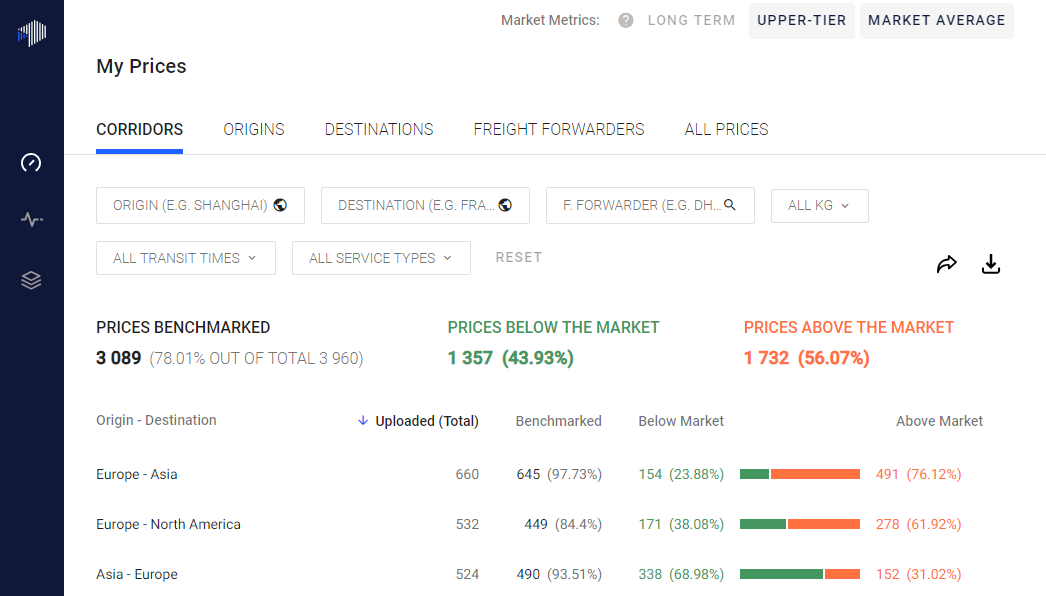 Market Metrics: ? LONG TERM UPPER-TIER MARKET AVERAGE
My Prices
CORRIDORS ORIGINS DESTINATIONS FREIGHT FORWARDERS ALL PRICES
ORIGIN (E.G. SHANGHAI) DESTINATION (E.G. FRA... F. FORWARDER (E.G. DH... ALL KG
ALL TRANSIT TIMES ALL SERVICE TYPES RESET
PRICES BENCHMARKED PRICES BELOW THE MARKET PRICES ABOVE THE MARKET
3 089 (78.01% OUT OF TOTAL 3 960) 1 357 (43.93%) 1 732 (56.07%)
Origin - Destination Uploaded (Total) Benchmarked Below Market Above Market
Europe - Asia 660 645 (97.73%) 154 (23.88%) 491 (76.12%)
Europe - North America 532 449 (84.4%) 171 (38.08%) 278 (61.92%)
Asia - Europe 524 490 (93.51%) 338 (68.98%) 152 (31.02%)